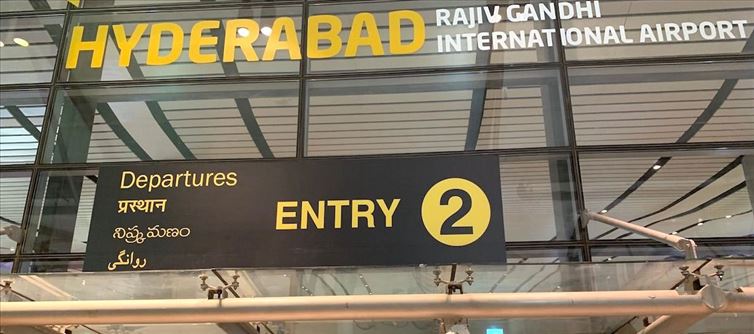 HYDERABAD RAJIV GANDHI
INTERNATIONAL AIRPORT
Departures
प्रस्थान
నిష్క్రమణం
روانگی
ENTRY 2